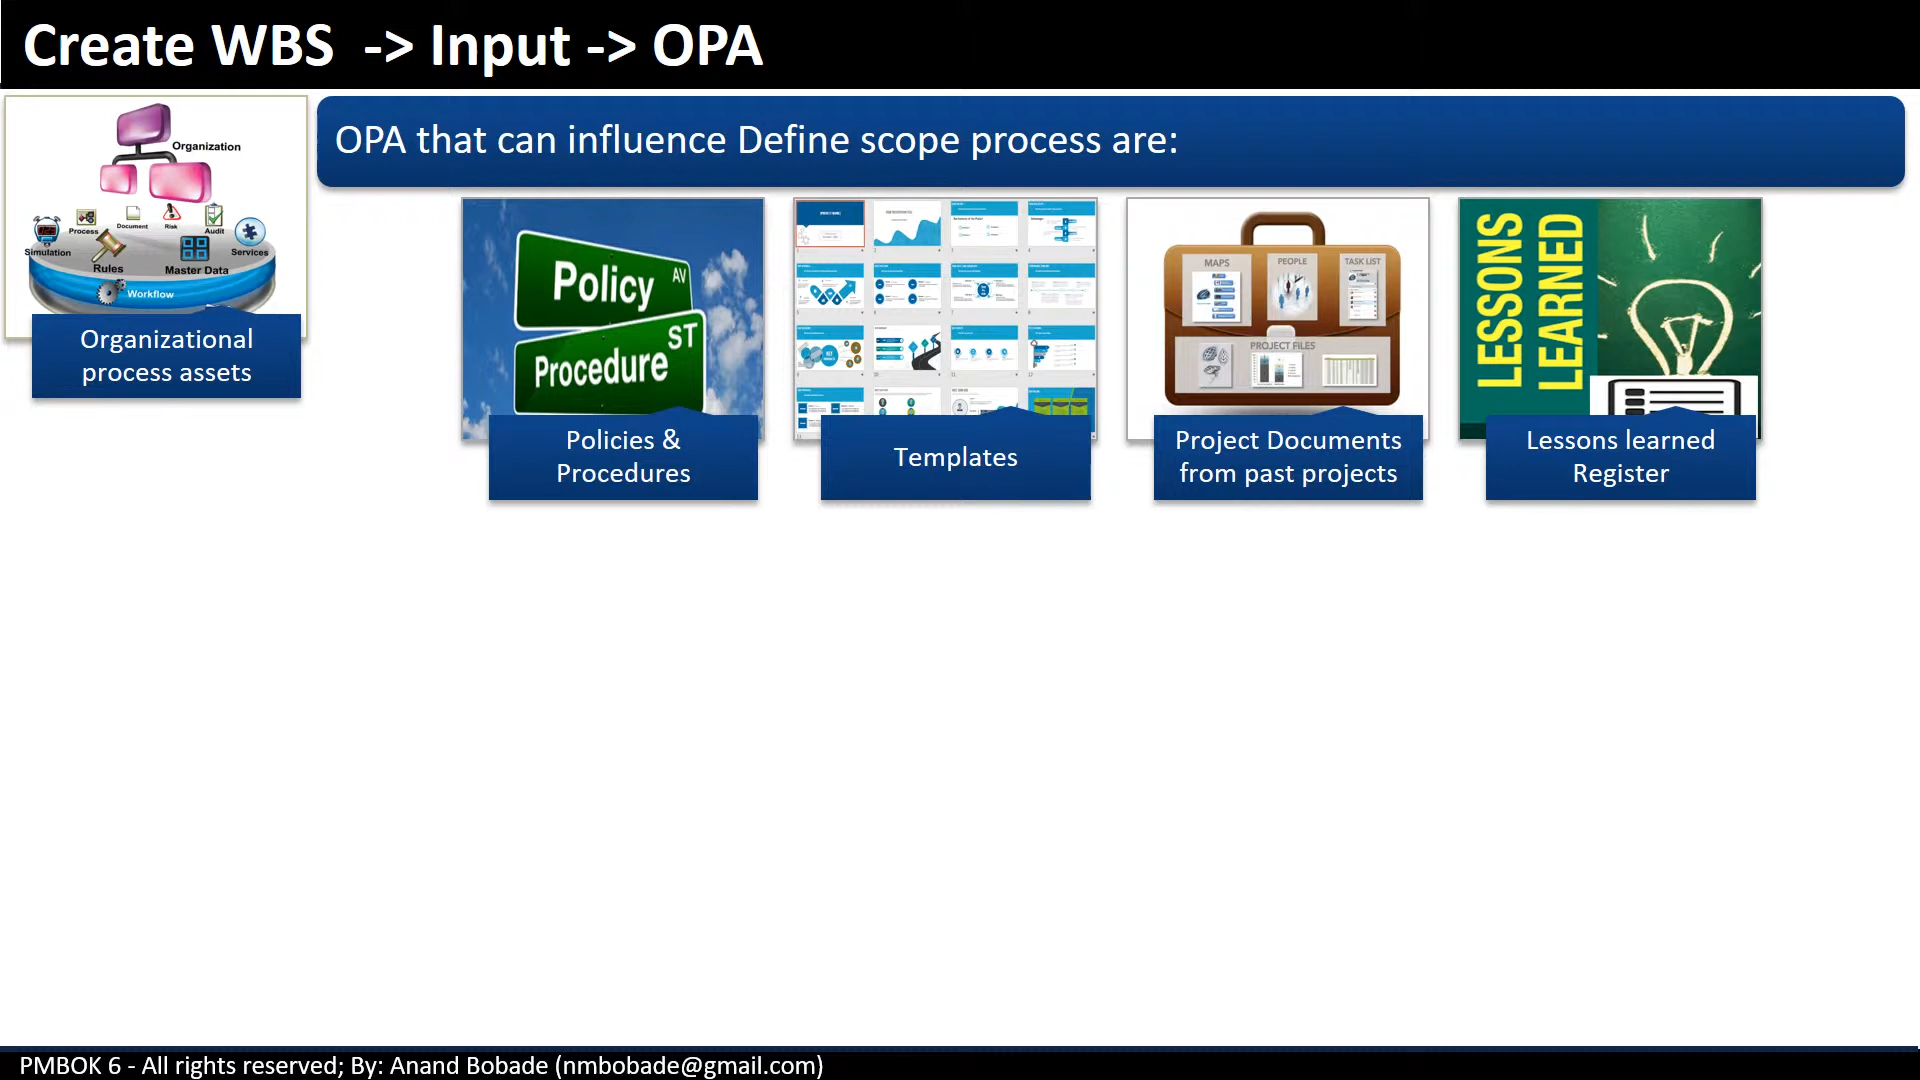 Create WBS -> Input -> OPA
OPA that can influence Define scope process are:
Organization
Process
Document
Risk
Audit
Simulation
Services
Rules
Master Data
Workflow
Organizational
process assets
Policy AV
Procedure ST
Policies &
Procedures
Templates
MAPS
PEOPLE
TASK LIST
PROJECT FILES
Project Documents
from past projects
LESSONS
LEARNED
Lessons learned
Register
PMBOK 6 - All rights reserved; By: Anand Bobade (nmbobade@gmail.com)